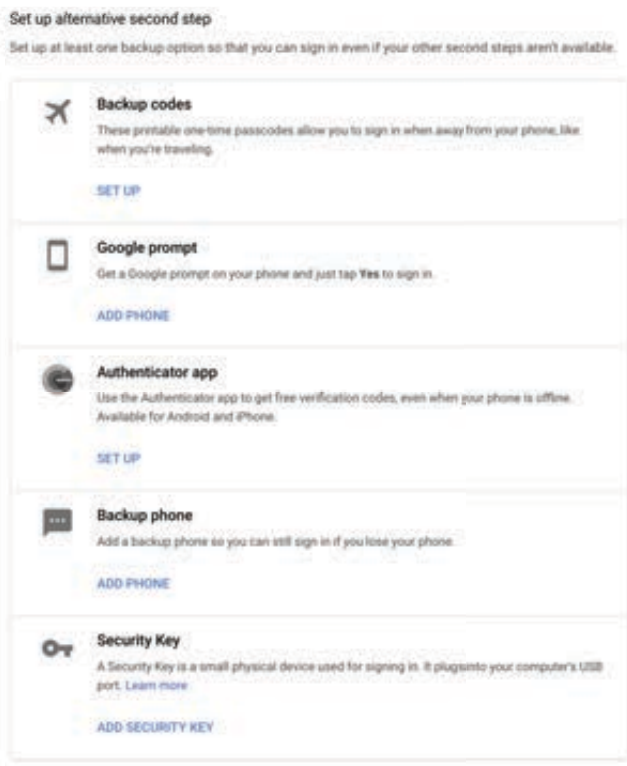 Set up alternative second step
Set up at least one backup option so that you can sign in even if your other second steps aren't available.
Backup codes
These printable one-time passcodes allow you to sign in when away from your phone, like
when you're traveling.
SET UP
Google prompt
Get a Google prompt on your phone and just tap Yes to sign in.
ADD PHONE
Authenticator app
Use the Authenticator app to get free verification codes, even when your phone is offline.
Available for Android and iPhone.
SET UP
Backup phone
Add a backup phone so you can still sign in if you lose your phone.
ADD PHONE
Security Key
A Security Key is a small physical device used for signing in. It plugsinto your computer's USB
port. Learn more
ADD SECURITY KEY